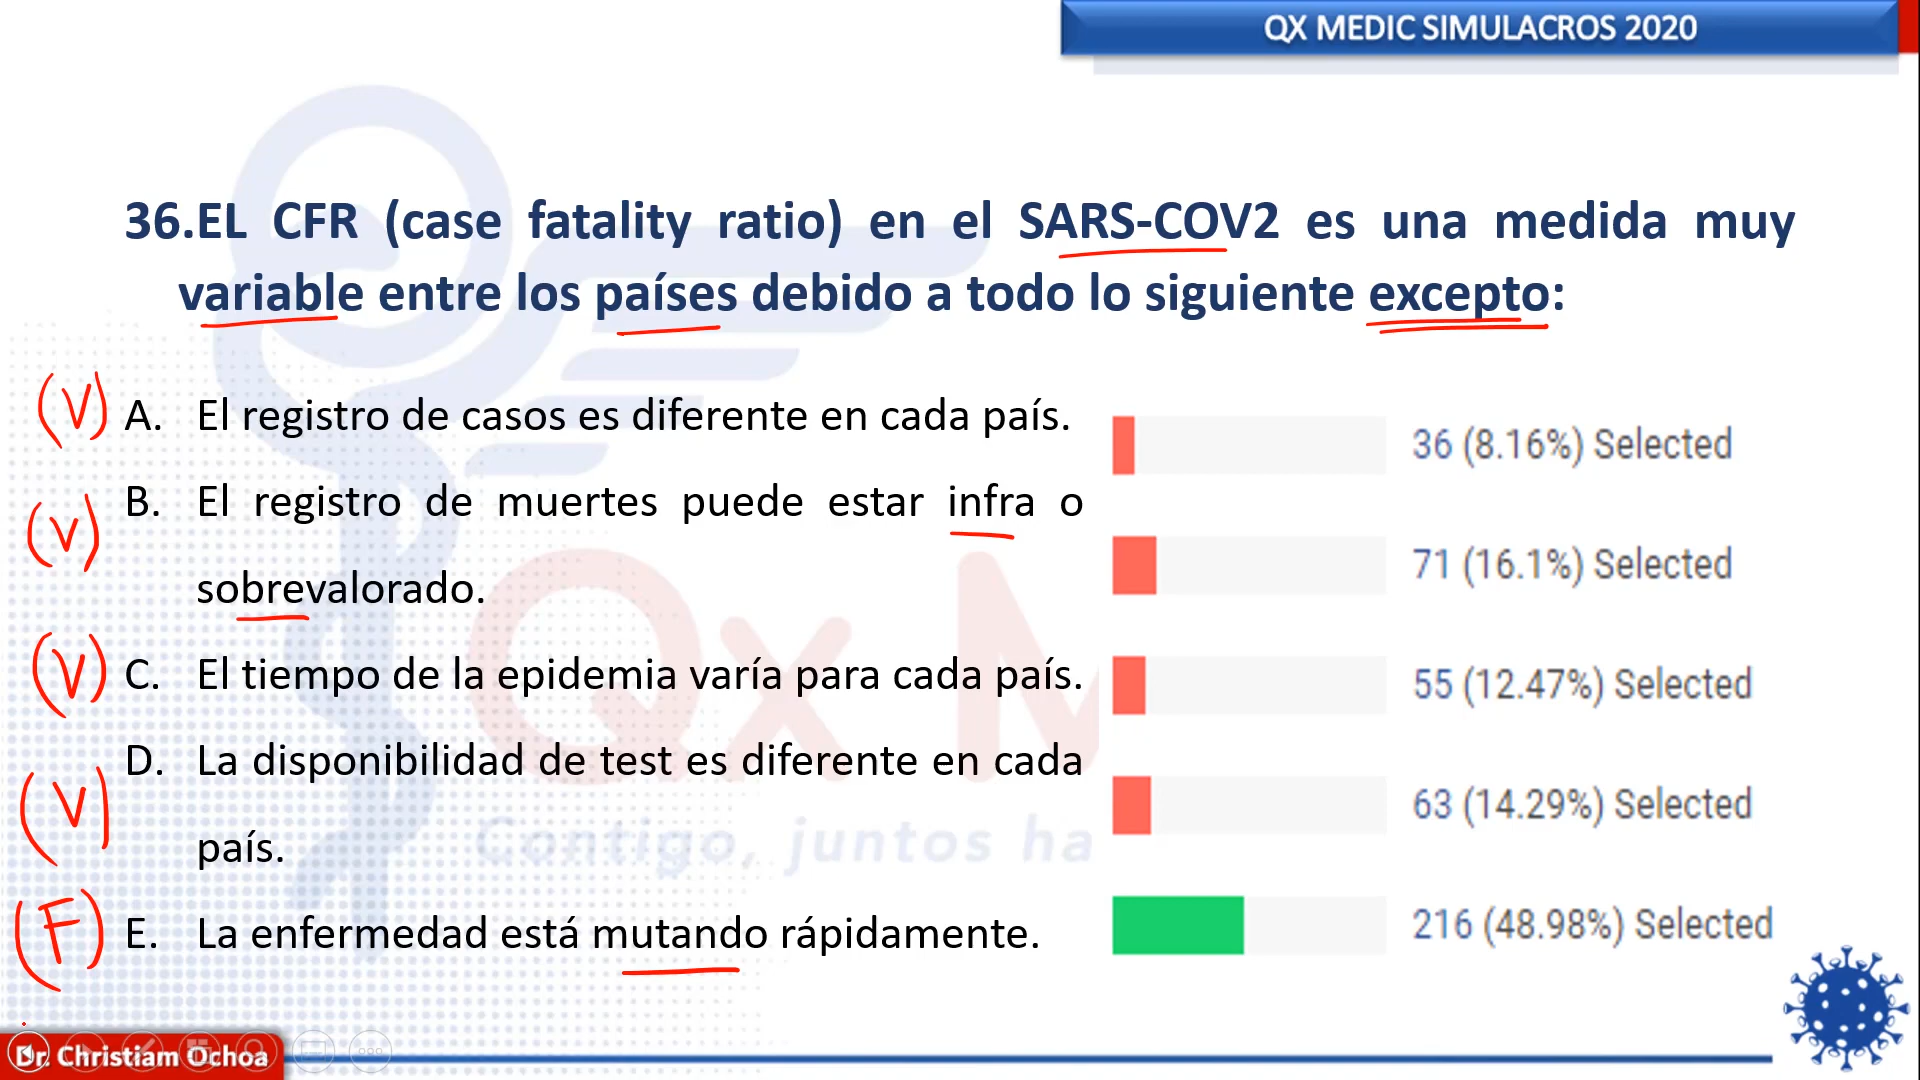 QX MEDIC SIMULACROS 2020
36.EL CFR (case fatality ratio) en el SARS-COV2 es una medida muy
variable entre los países debido a todo lo siguiente excepto:
(V) A. El registro de casos es diferente en cada país.
36 (8.16%) Selected
(V) B. El registro de muertes puede estar infra o
sobrevalorado.
71 (16.1%) Selected
(V) C. El tiempo de la epidemia varía para cada país.
55 (12.47%) Selected
(V) D. La disponibilidad de test es diferente en cada
país.
63 (14.29%) Selected
(F) E. La enfermedad está mutando rápidamente.
216 (48.98%) Selected
Qx M
Contigo, juntos ha
Dr. Christiam Ochoa